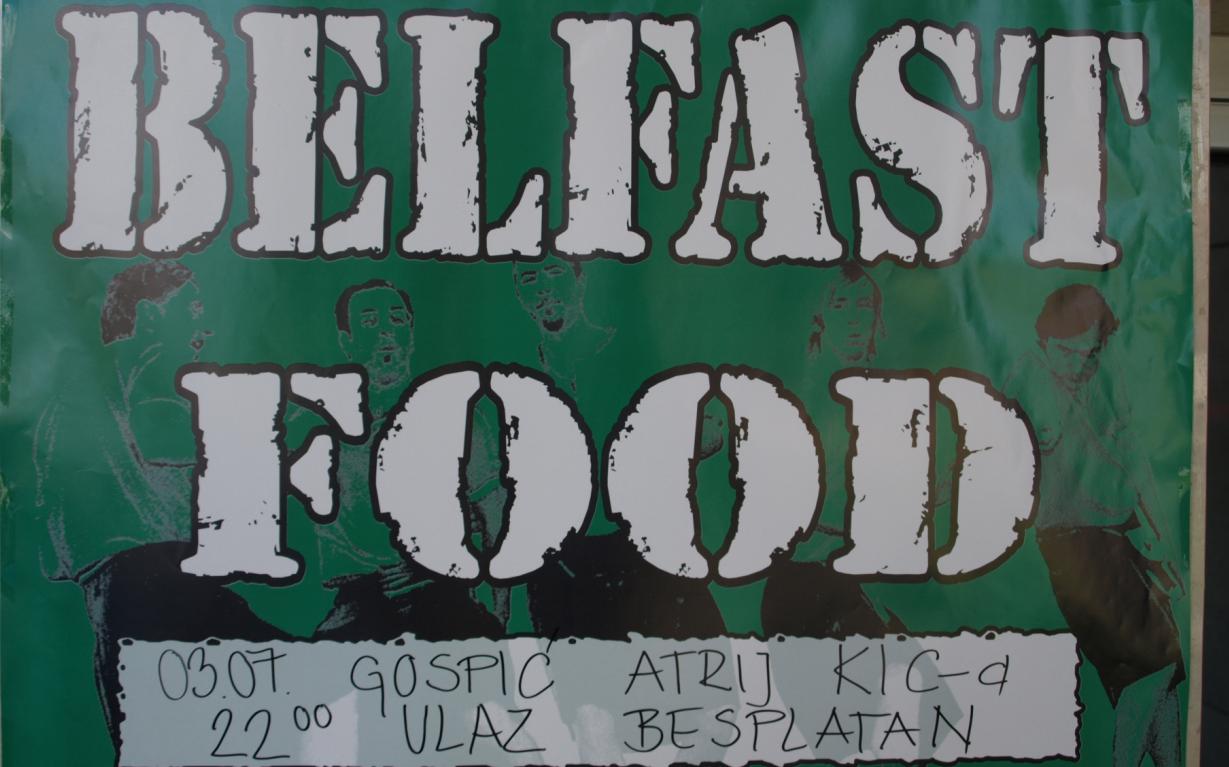 BELFAST
FOOD
03.07. GOSPIĆ ATRIJ KIC-a
22⁰⁰ ULAZ BESPLATAN